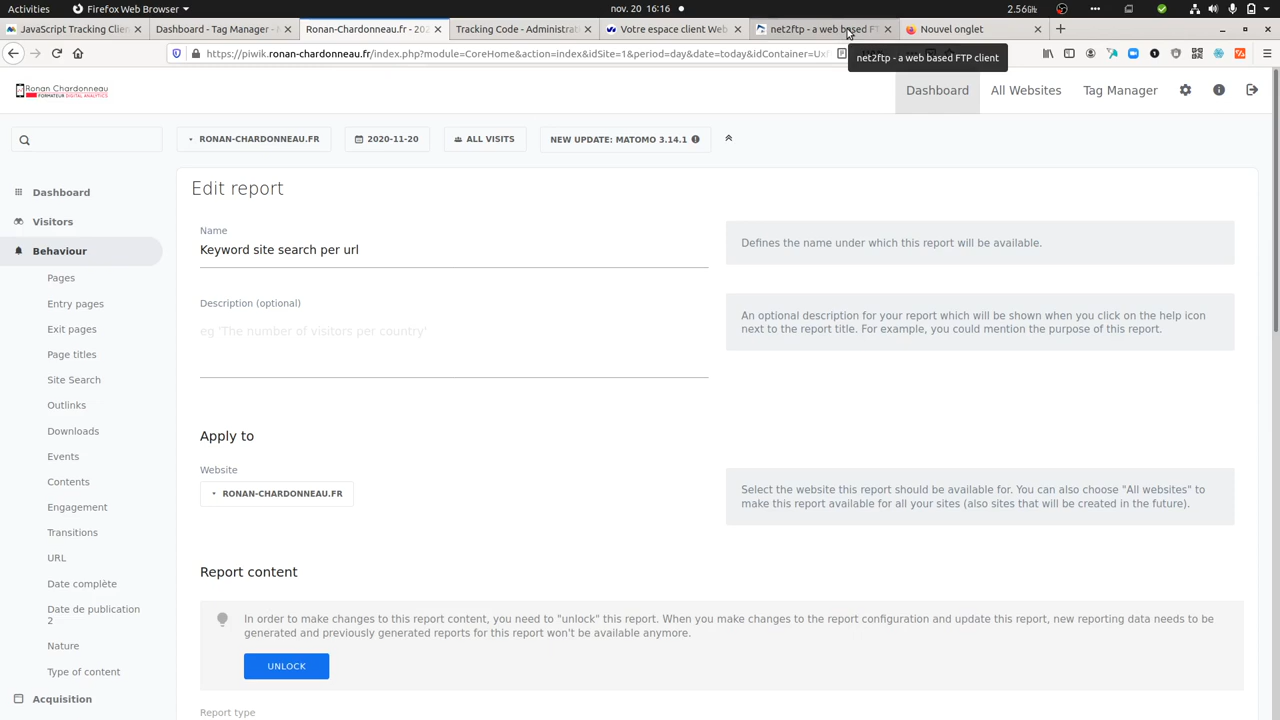 Activities
Firefox Web Browser
nov. 20 16:16
2.566
JavaScript Tracking Clien
Dashboard - Tag Manager -
Ronan-Chardonneau.fr - 202
Tracking Code - Administrat
Votre espace client Web
net2ftp - a web based FT
Nouvel onglet
https://piwik.ronan-chardonneau.fr/index.php?module=CoreHome&action=index&idSite=1&period=day&date=today&idContainer=Uxf
net2ftp - a web based FTP client
Ronan Chardonneau
FORMATEUR DIGITAL ANALYTICS
Dashboard
All Websites
Tag Manager
RONAN-CHARDONNEAU.FR
2020-11-20
ALL VISITS
NEW UPDATE: MATOMO 3.14.1
Dashboard
Visitors
Behaviour
Pages
Entry pages
Exit pages
Page titles
Site Search
Outlinks
Downloads
Events
Contents
Engagement
Transitions
URL
Date complète
Date de publication
2
Nature
Type of content
Acquisition
Edit report
Name
Keyword site search per url
Defines the name under which this report will be available.
Description (optional)
eg 'The number of visitors per country'
An optional description for your report which will be shown when you click on the help icon
next to the report title. For example, you could mention the purpose of this report.
Apply to
Website
RONAN-CHARDONNEAU.FR
Select the website this report should be available for. You can also choose "All websites" to
make this report available for all your sites (also sites that will be created in the future).
Report content
In order to make changes to this report content, you need to "unlock" this report. When you make changes to the report configuration and update this report, new reporting data needs to be
generated and previously generated reports for this report won't be available anymore.
UNLOCK
Report type